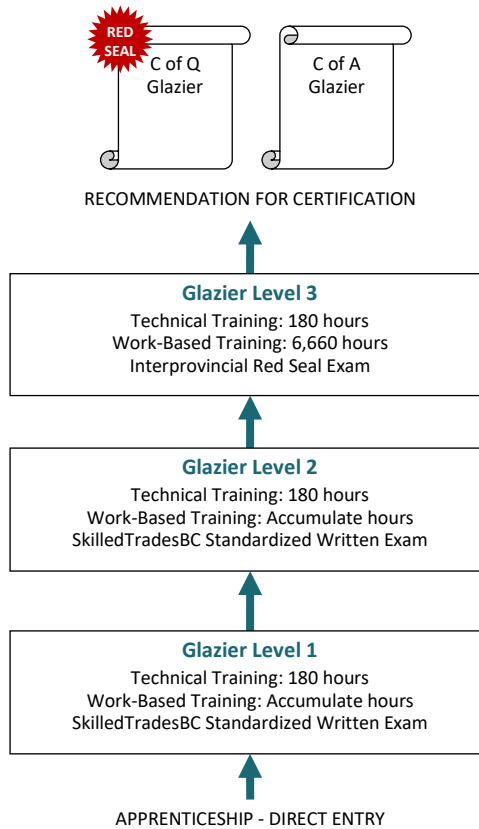 RED
SEAL
C of Q
Glazier
C of A
Glazier
RECOMMENDATION FOR CERTIFICATION
Glazier Level 3
Technical Training: 180 hours
Work-Based Training: 6,660 hours
Interprovincial Red Seal Exam
Glazier Level 2
Technical Training: 180 hours
Work-Based Training: Accumulate hours
SkilledTradesBC Standardized Written Exam
Glazier Level 1
Technical Training: 180 hours
Work-Based Training: Accumulate hours
SkilledTradesBC Standardized Written Exam
APPRENTICESHIP - DIRECT ENTRY